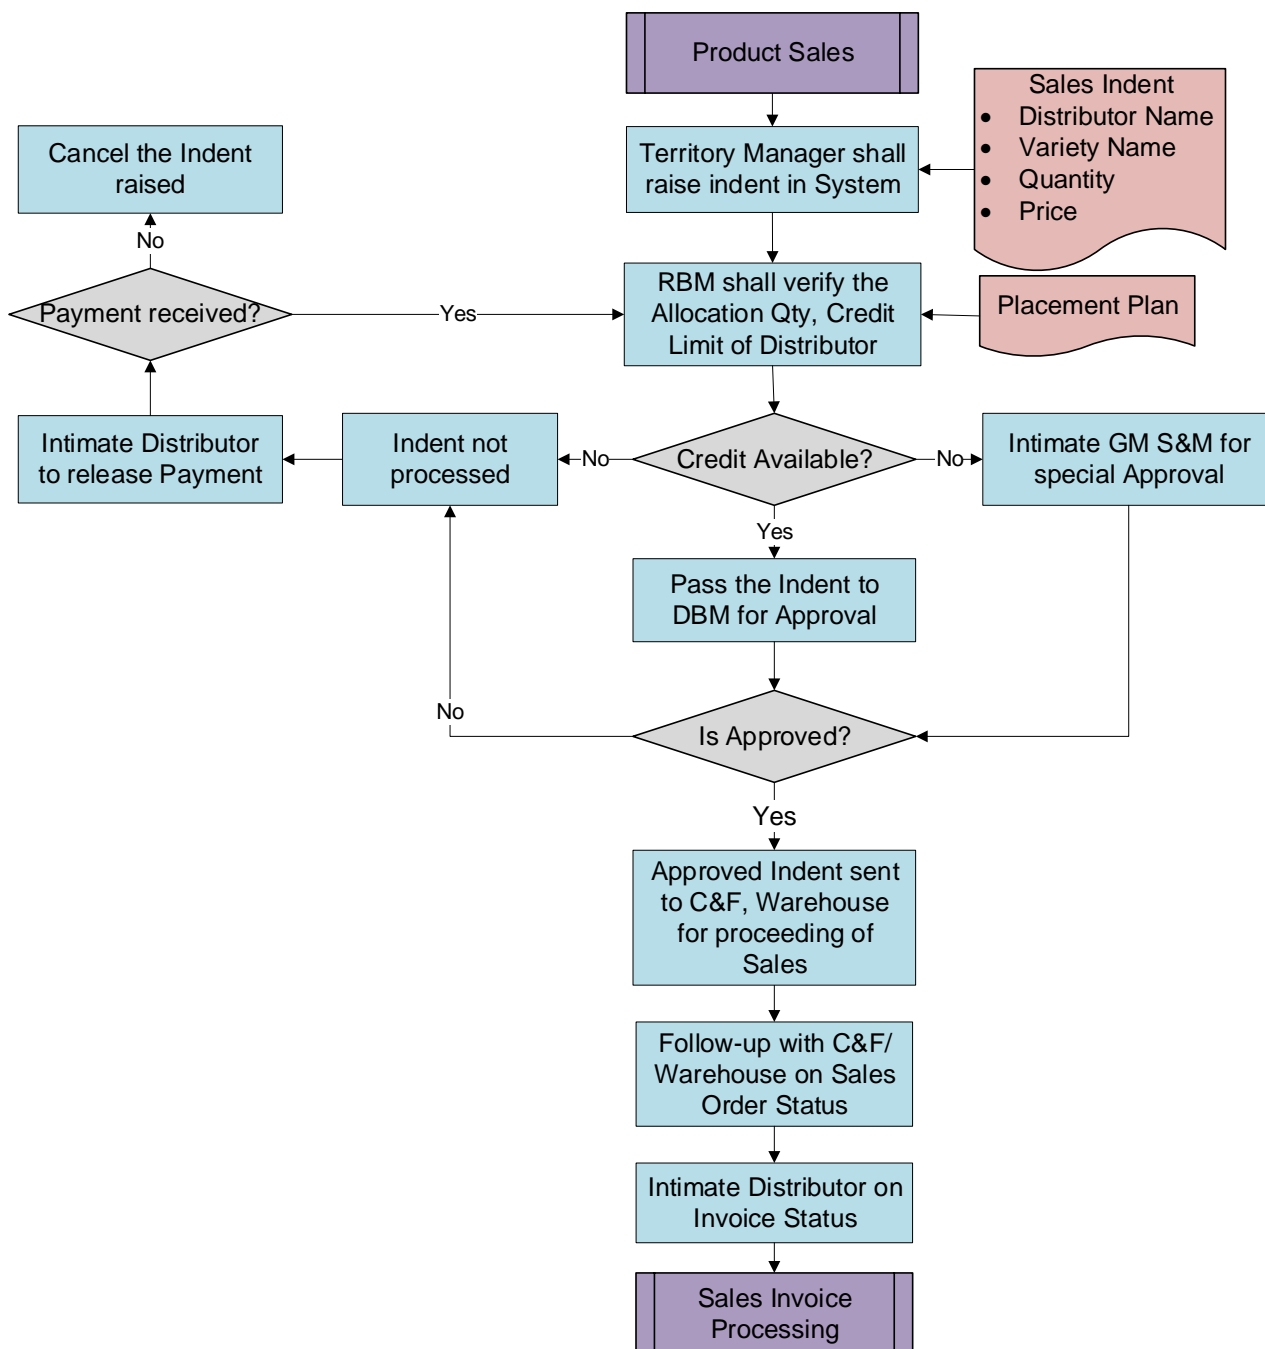 Product Sales
Sales Indent
• Distributor Name
• Variety Name
• Quantity
• Price
Cancel the Indent
raised
Territory Manager shall
raise indent in System
No
Payment received?
Yes
RBM shall verify the
Allocation Qty, Credit
Limit of Distributor
Placement Plan
Intimate Distributor
to release Payment
Indent not
processed
No
Credit Available?
No
Intimate GM S&M for
special Approval
Yes
Pass the Indent to
DBM for Approval
No
Is Approved?
Yes
Approved Indent sent
to C&F, Warehouse
for proceeding of
Sales
Follow-up with C&F/
Warehouse on Sales
Order Status
Intimate Distributor on
Invoice Status
Sales Invoice
Processing